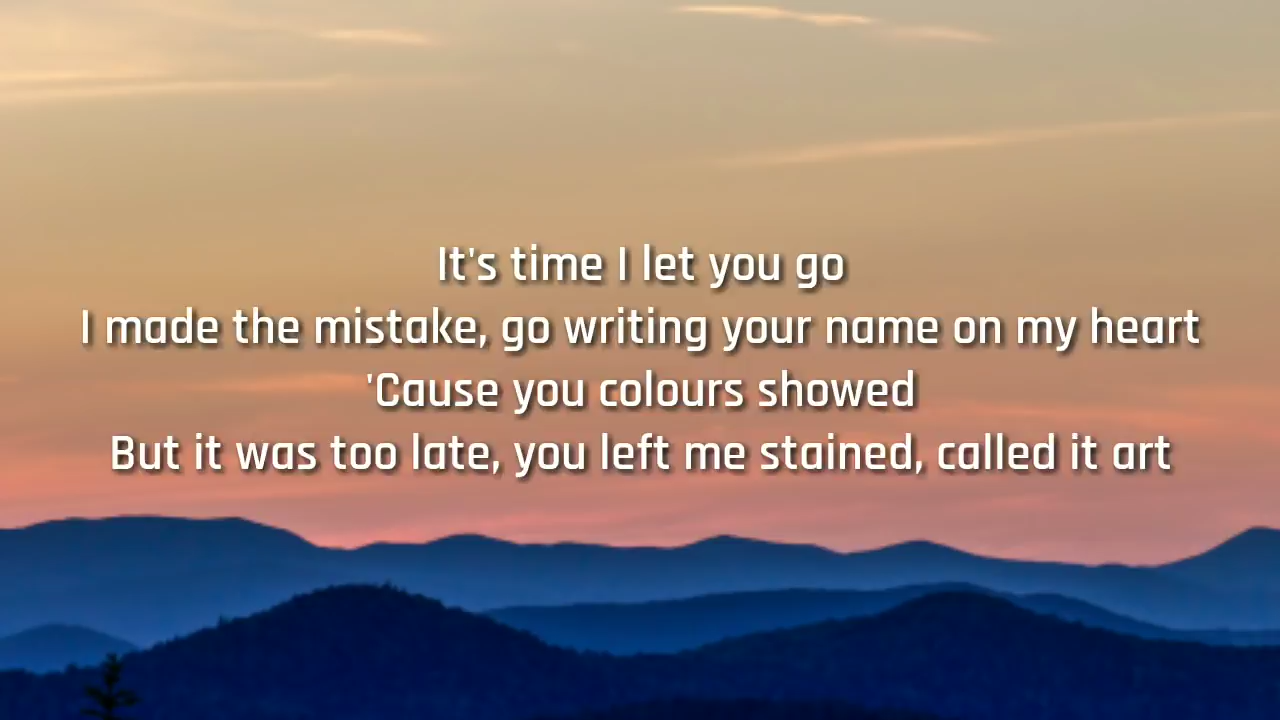 It's time I let you go
I made the mistake, go writing your name on my heart
'Cause you colours showed
But it was too late, you left me stained, called it art